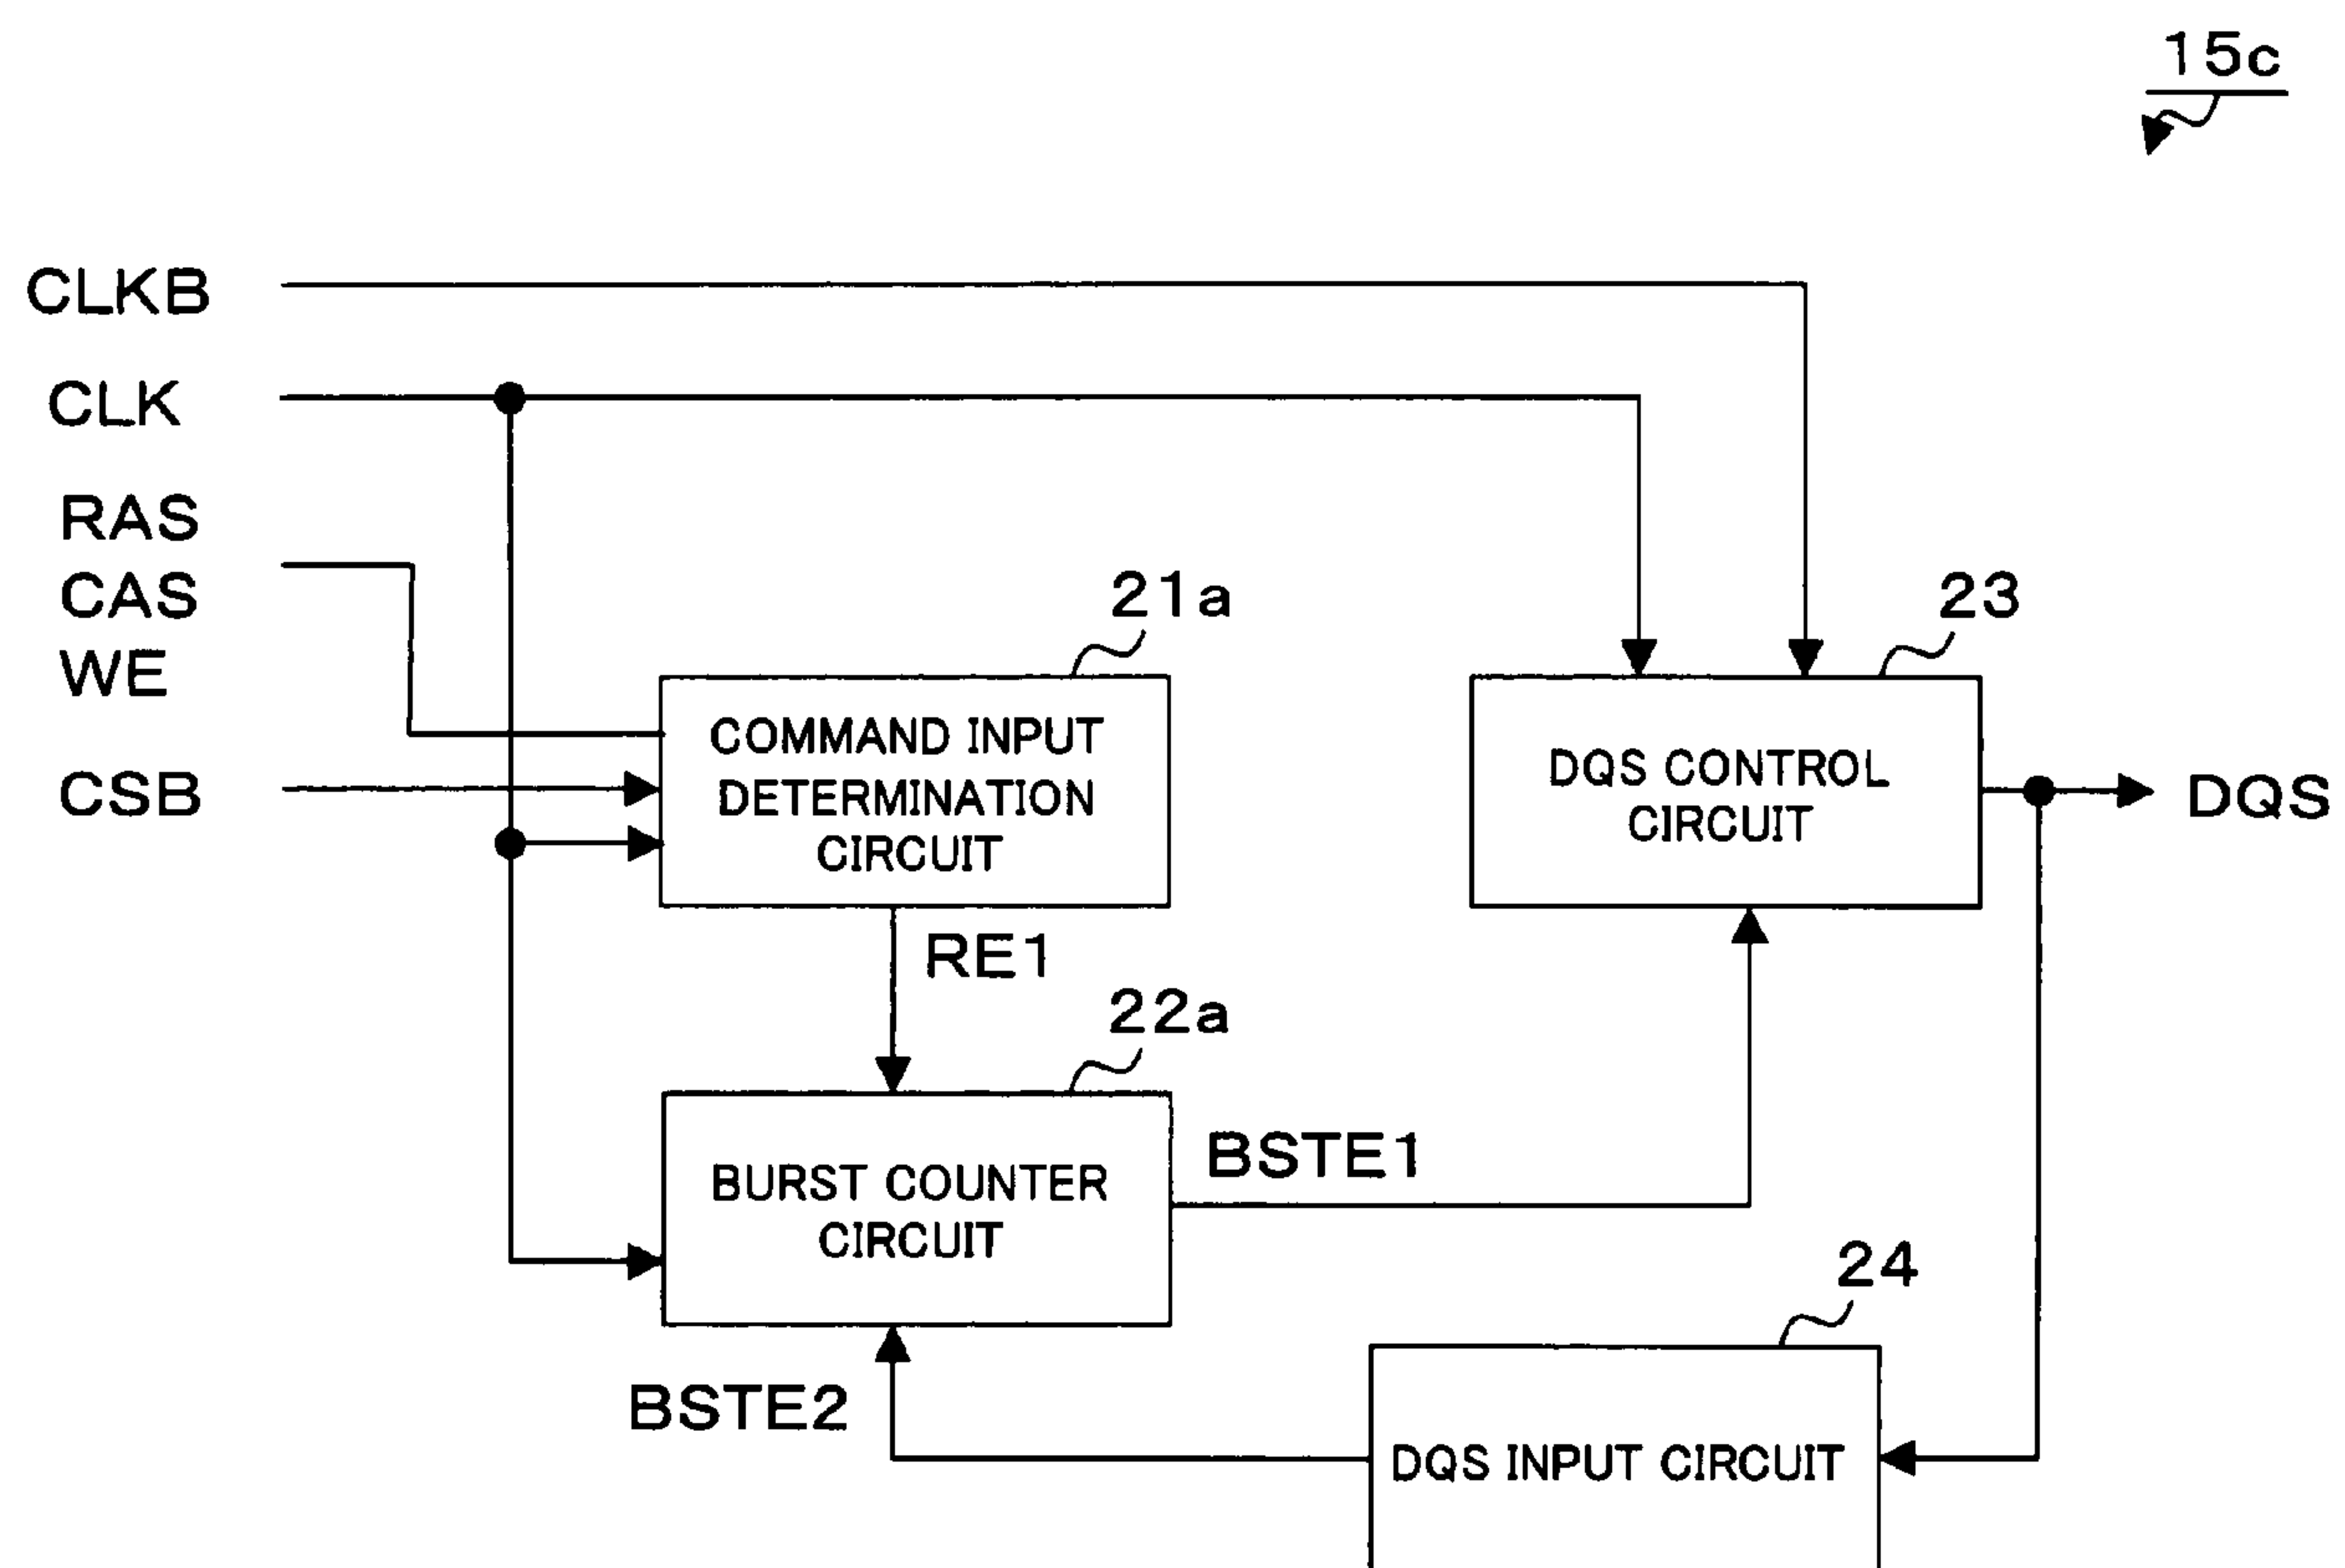 15c
CLKB
CLK
RAS
CAS
WE
CSB
21a
COMMAND INPUT
DETERMINATION
CIRCUIT
23
DQS CONTROL
CIRCUIT
DQS
RE1
22a
BURST COUNTER
CIRCUIT
BSTE1
BSTE2
24
DQS INPUT CIRCUIT